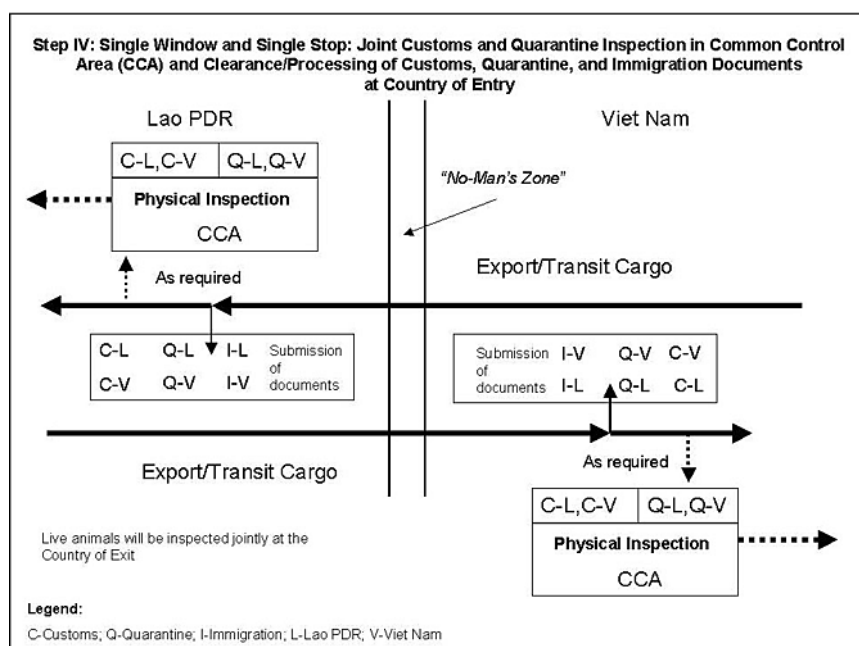 Step IV: Single Window and Single Stop: Joint Customs and Quarantine Inspection in Common Control
Area (CCA) and Clearance/Processing of Customs, Quarantine, and Immigration Documents
at Country of Entry
Lao PDR
Viet Nam
C-L,C-V
Q-L,Q-V
Physical Inspection
CCA
"No-Man's Zone"
As required
Export/Transit Cargo
C-L Q-L I-L
C-V Q-V I-V
Submission
of
documents
Submission
of
documents
I-V Q-V C-V
I-L Q-L C-L
Export/Transit Cargo
As required
C-L,C-V
Q-L,Q-V
Physical Inspection
CCA
Live animals will be inspected jointly at the
Country of Exit
Legend:
C-Customs; Q-Quarantine; I-Immigration; L-Lao PDR; V-Viet Nam